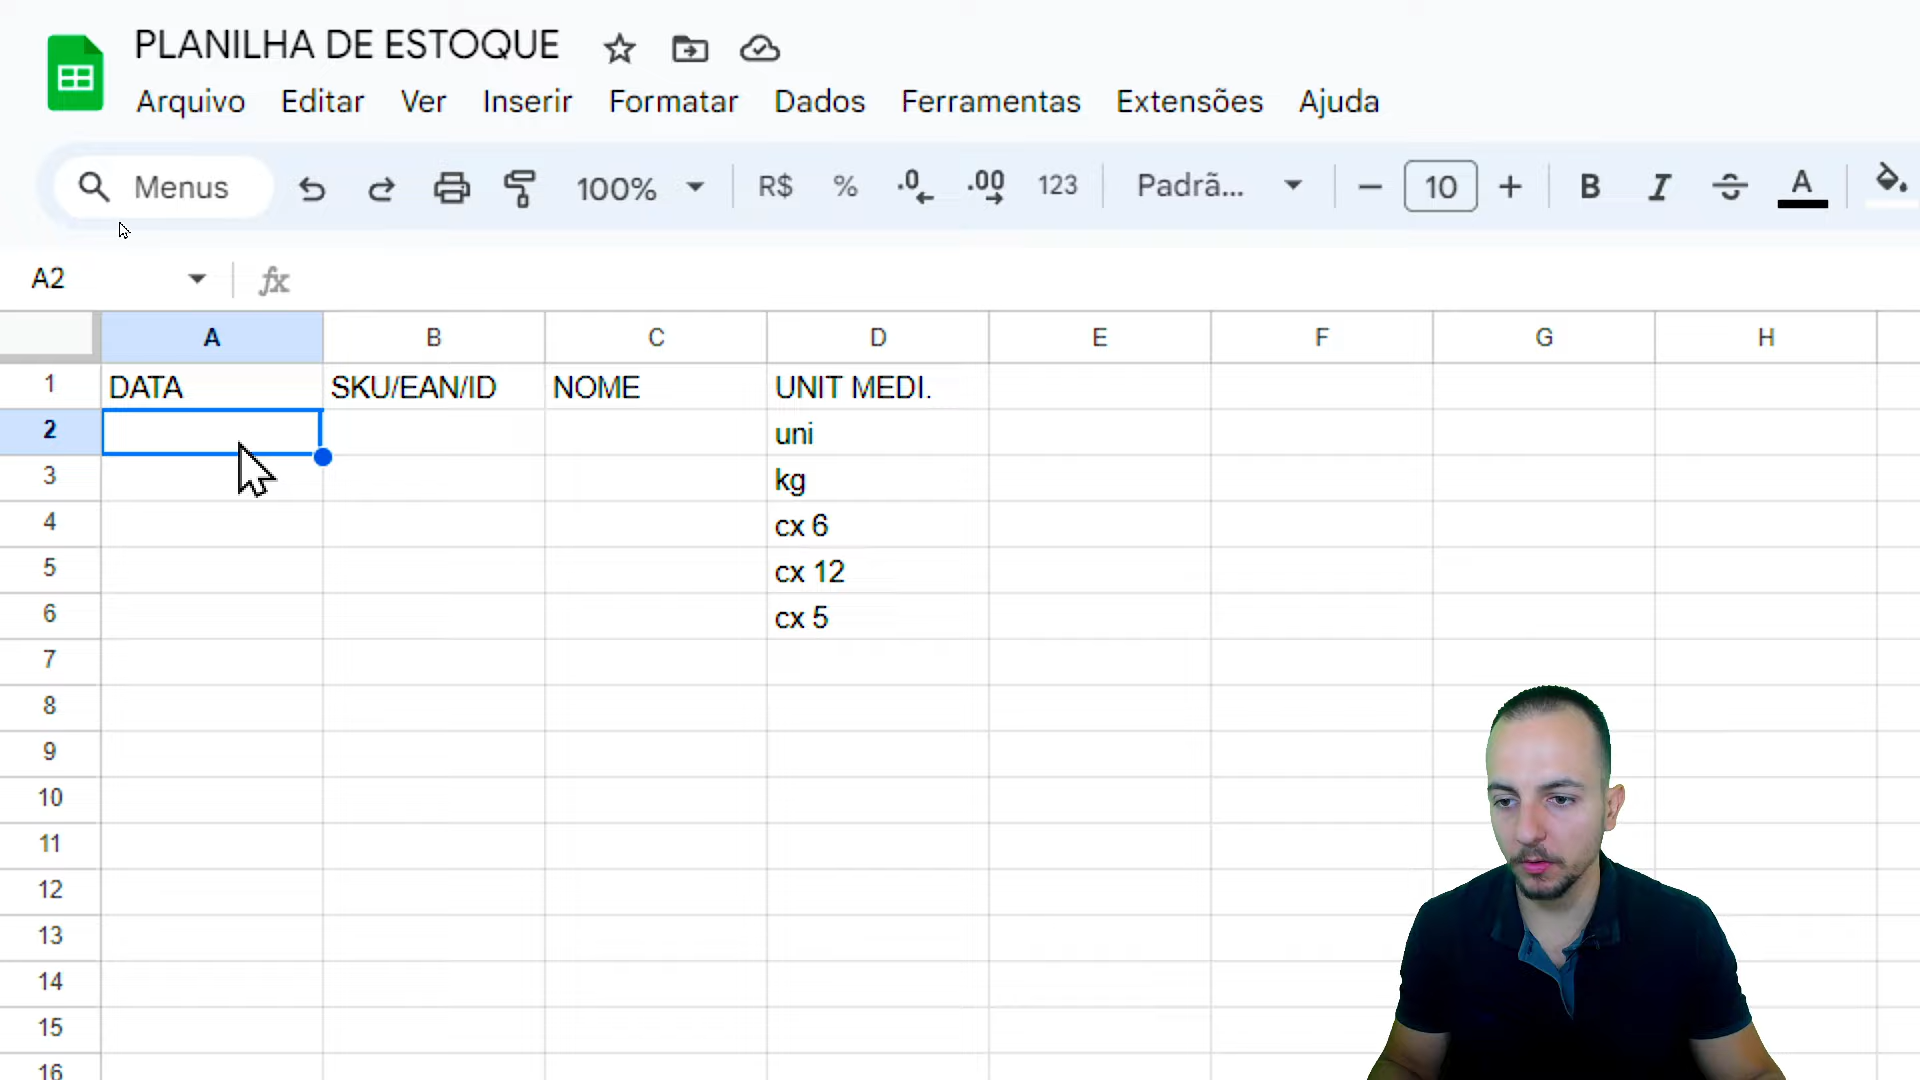 PLANILHA DE ESTOQUE
Arquivo Editar Ver Inserir Formatar Dados Ferramentas Extensões Ajuda
Menus 100% R$ % .0 .00 123 Padrã... 10 B I S A
A2 fx
A B C D E F G H
1 DATA SKU/EAN/ID NOME UNIT MEDI.
2 uni
3 kg
4 cx 6
5 cx 12
6 cx 5
7
8
9
10
11
12
13
14
15
16